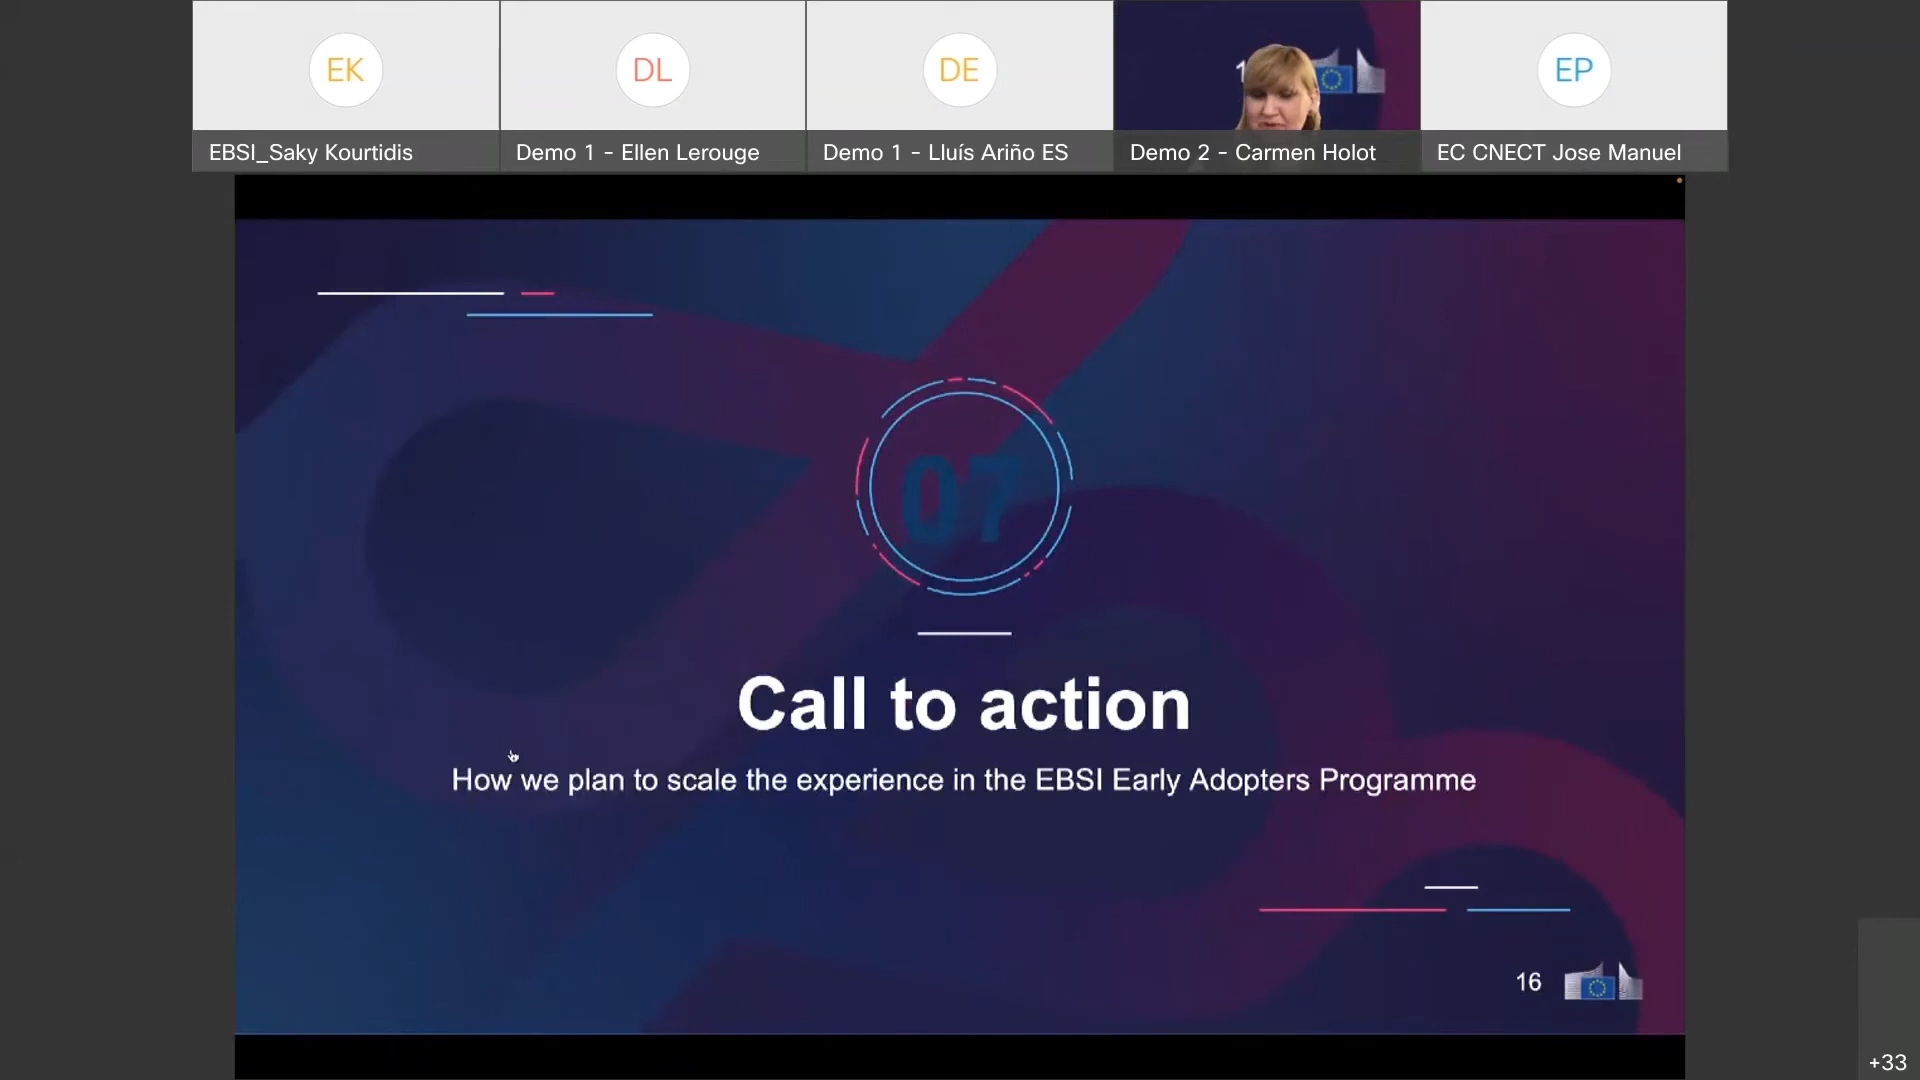 EK
DL
DE
EP
EBSI_Saky Kourtidis
Demo 1 - Ellen Lerouge
Demo 1 - Lluís Ariño ES
Demo 2 - Carmen Holot
EC CNECT Jose Manuel
07
Call to action
How we plan to scale the experience in the EBSI Early Adopters Programme
16
+33